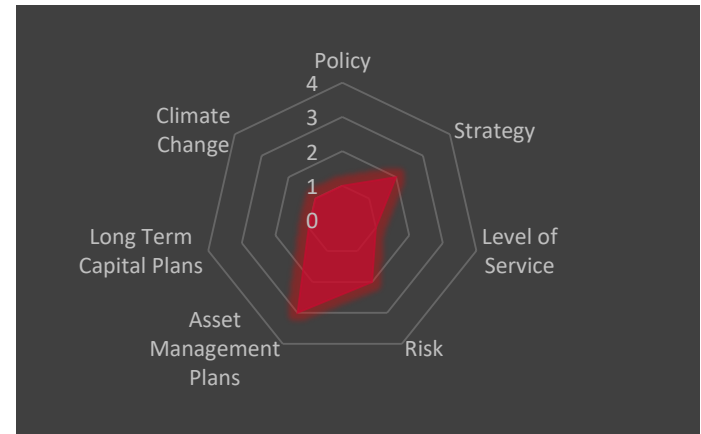 Policy
4
3
2
1
0
Strategy
Level of
Service
Risk
Asset
Management
Plans
Long Term
Capital Plans
Climate
Change